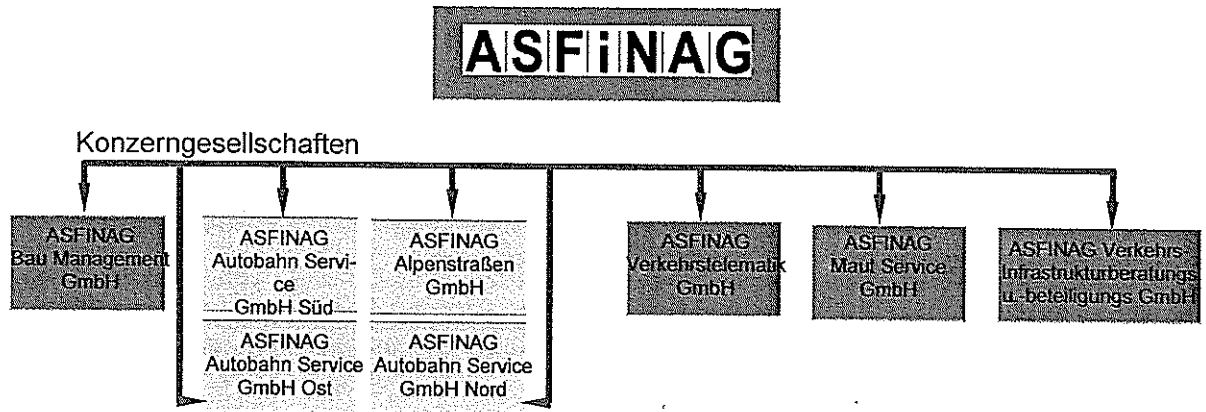 ASFiNAG
Konzerngesellschaften
ASFINAG
Bau Management
GmbH
ASFINAG
Autobahn Servi-
ce
GmbH Süd
ASFINAG
Alpenstraßen
GmbH
ASFINAG
Verkehrstelematik
GmbH
ASFINAG
Maut Service
GmbH
ASFINAG Verkehrs-
Infrastrukturberatungs
u. beteiligungs GmbH
ASFINAG
Autobahn Service
GmbH Ost
ASFINAG
Autobahn Service
GmbH Nord